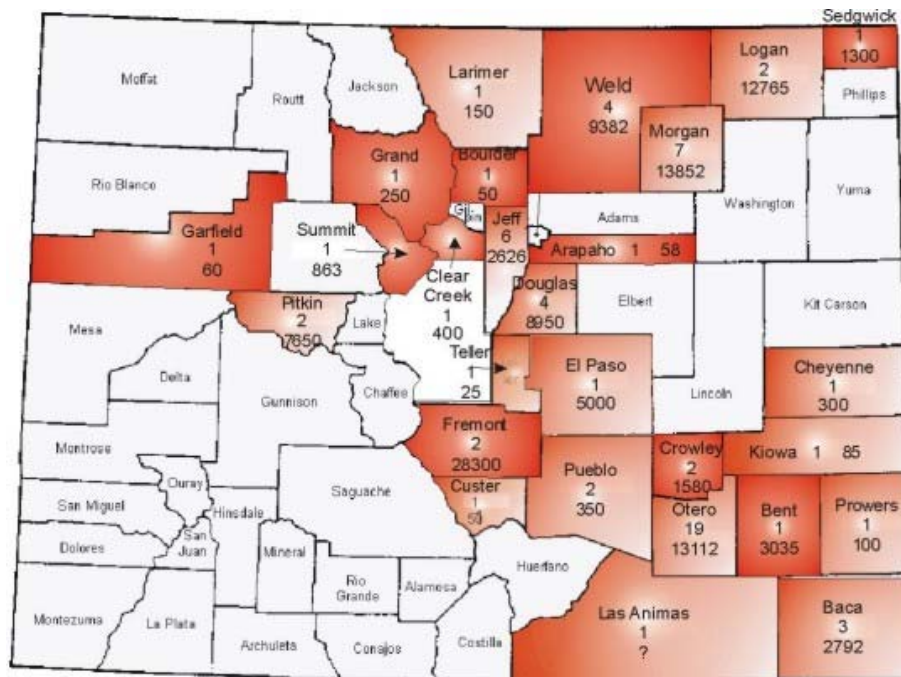 Sedgwick
1
1300
Moffat
Routt
Jackson
Larimer
1
150
Weld
4
9382
Logan
2
12765
Phillips
Morgan
7
13852
Washington
Yuma
Rio Blanco
Grand
1
250
Boulder
1
50
Adams
Garfield
1
60
Summit
1
863
Clear
Creek
1
400
Jeff
6
2626
Arapaho 1 58
Douglas
4
8950
Elbert
Kit Carson
Mesa
Pitkin
2
7650
Lake
Teller
1
25
El Paso
1
5000
Lincoln
Cheyenne
1
300
Delta
Gunnison
Chaffee
Fremont
2
28300
Crowley
2
1580
Kiowa 1 85
Montrose
Ouray
Saguache
Custer
1
Pueblo
2
350
Otero
19
13112
Bent
1
3035
Prowers
1
100
San Miguel
Hinsdale
Dolores
San
Juan
Mineral
Rio
Grande
Alamosa
Huerfano
Las Animas
1
?
Baca
3
2792
Montezuma
La Plata
Archuleta
Conajos
Costilla